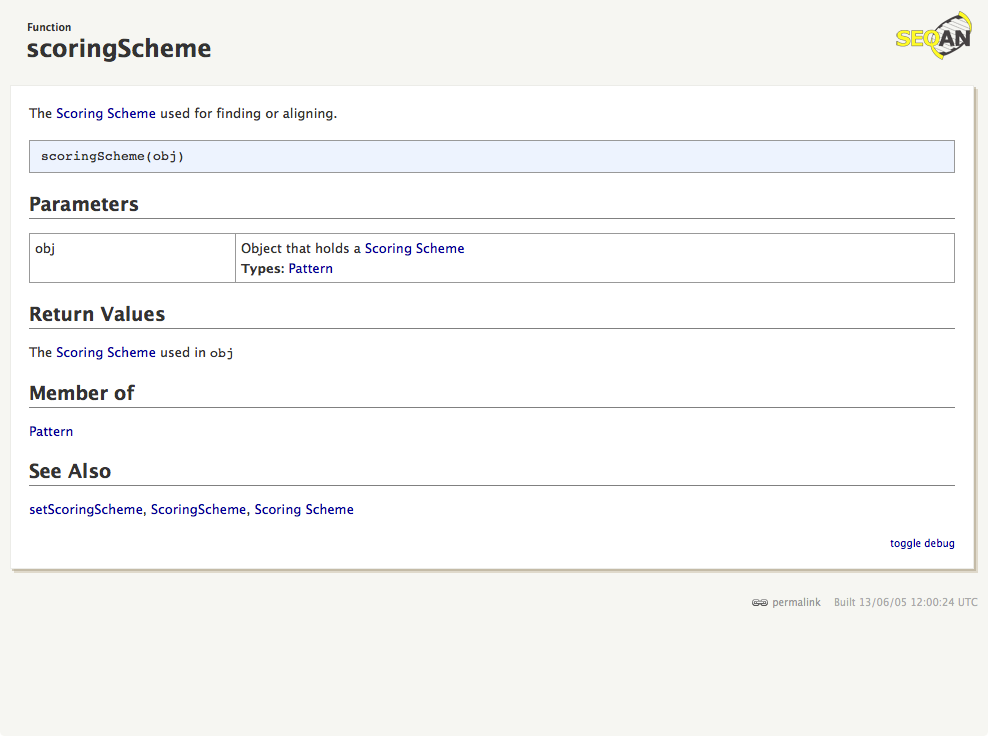 Function
scoringScheme
SEQAN
The Scoring Scheme used for finding or aligning.
scoringScheme(obj)
Parameters
obj
Object that holds a Scoring Scheme
Types: Pattern
Return Values
The Scoring Scheme used in obj
Member of
Pattern
See Also
setScoringScheme, ScoringScheme, Scoring Scheme
toggle debug
permalink Built 13/06/05 12:00:24 UTC